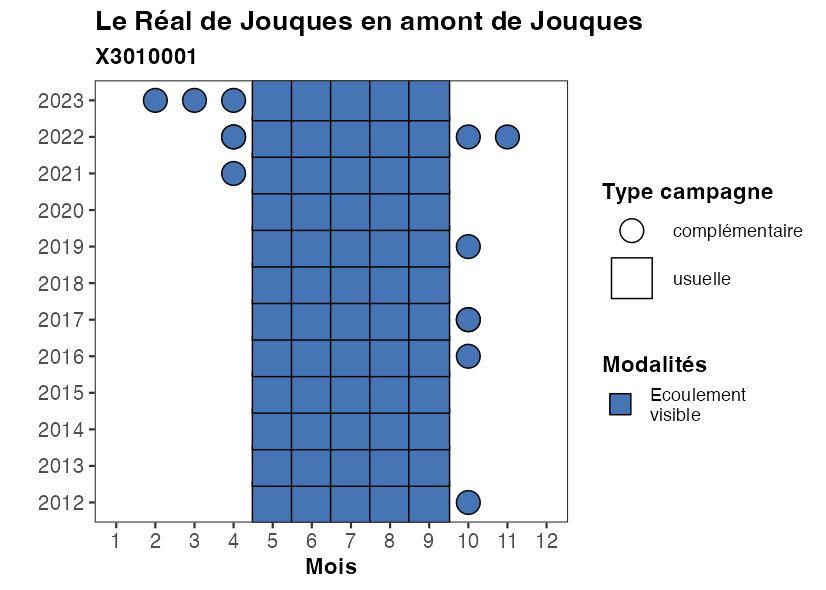 Le Réal de Jouques en amont de Jouques
X3010001
2023
2022
2021
2020
2019
2018
2017
2016
2015
2014
2013
2012
1 2 3 4 5 6 7 8 9 10 11 12
Mois
Type campagne
complémentaire
usuelle
Modalités
Ecoulement
visible